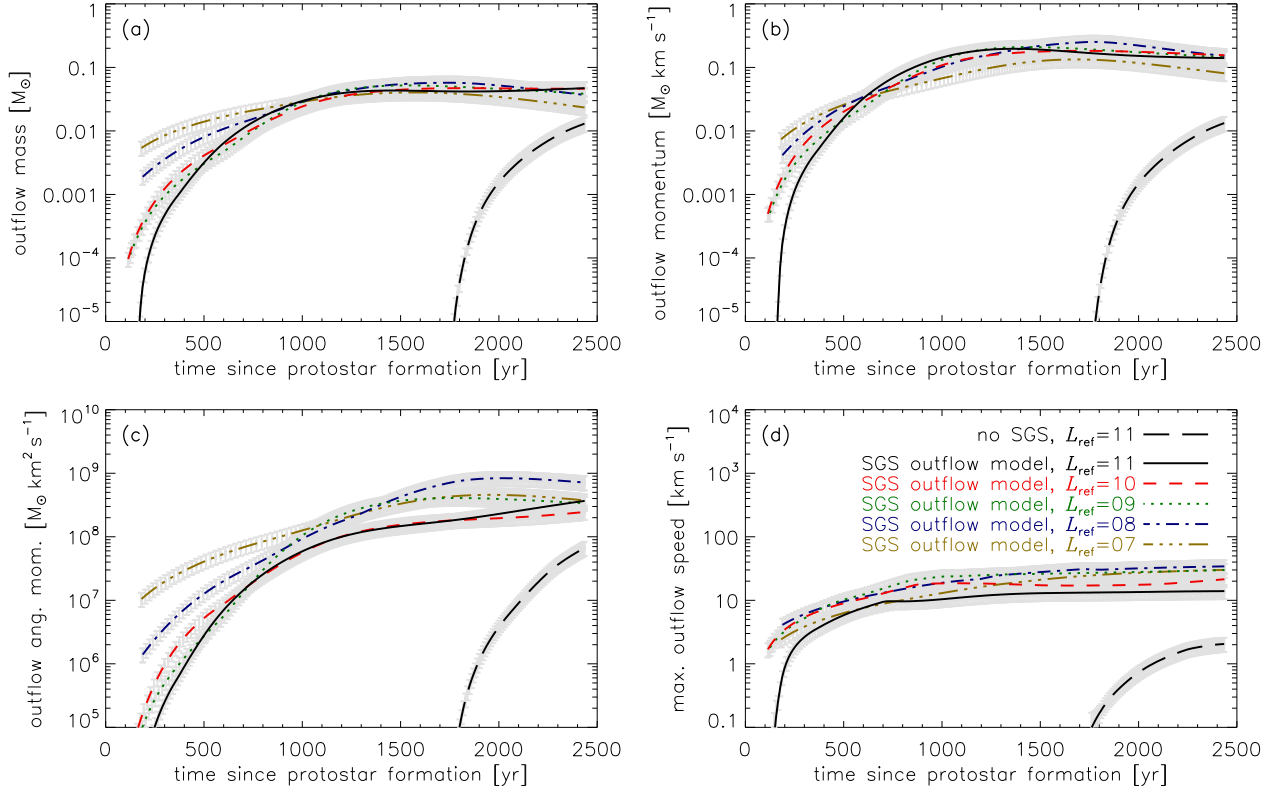 (a)
outflow mass [M⊙]
1
0.1
0.01
0.001
10⁻⁴
10⁻⁵
0 500 1000 1500 2000 2500
time since protostar formation [yr]
(b)
outflow momentum [M⊙ km s⁻¹]
1
0.1
0.01
0.001
10⁻⁴
10⁻⁵
0 500 1000 1500 2000 2500
time since protostar formation [yr]
(c)
outflow ang. mom. [M⊙ km² s⁻¹]
10¹⁰
10⁹
10⁸
10⁷
10⁶
10⁵
0 500 1000 1500 2000 2500
time since protostar formation [yr]
(d)
max. outflow speed [km s⁻¹]
10⁴
10³
100
10
1
0.1
no SGS, L_ref=11
SGS outflow model, L_ref=11
SGS outflow model, L_ref=10
SGS outflow model, L_ref=09
SGS outflow model, L_ref=08
SGS outflow model, L_ref=07
0 500 1000 1500 2000 2500
time since protostar formation [yr]